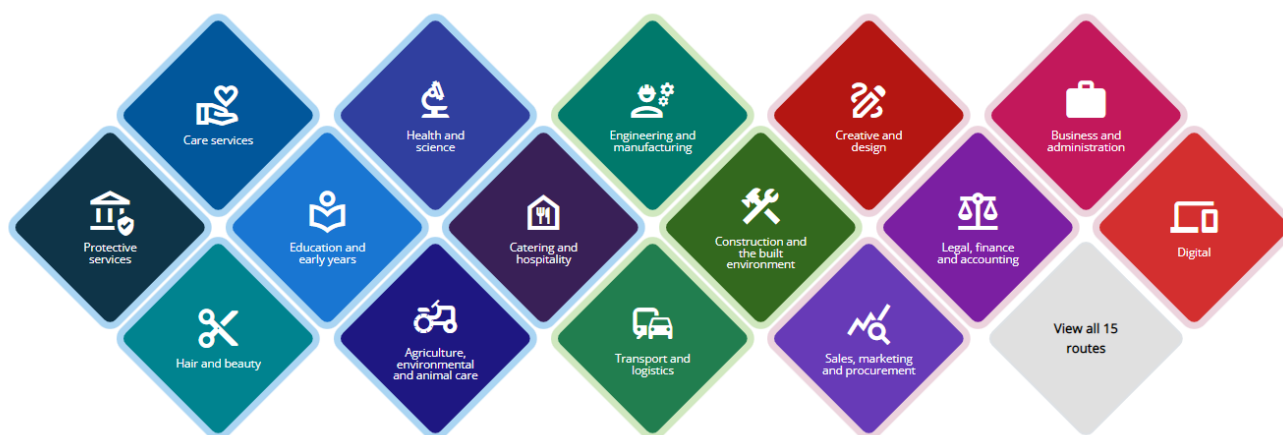 Care services
Health and
science
Engineering and
manufacturing
Creative and
design
Business and
administration
Protective
services
Education and
early years
Catering and
hospitality
Construction and
the built
environment
Legal, finance
and accounting
Digital
Hair and beauty
Agriculture,
environmental
and animal care
Transport and
logistics
Sales, marketing
and procurement
View all 15
routes